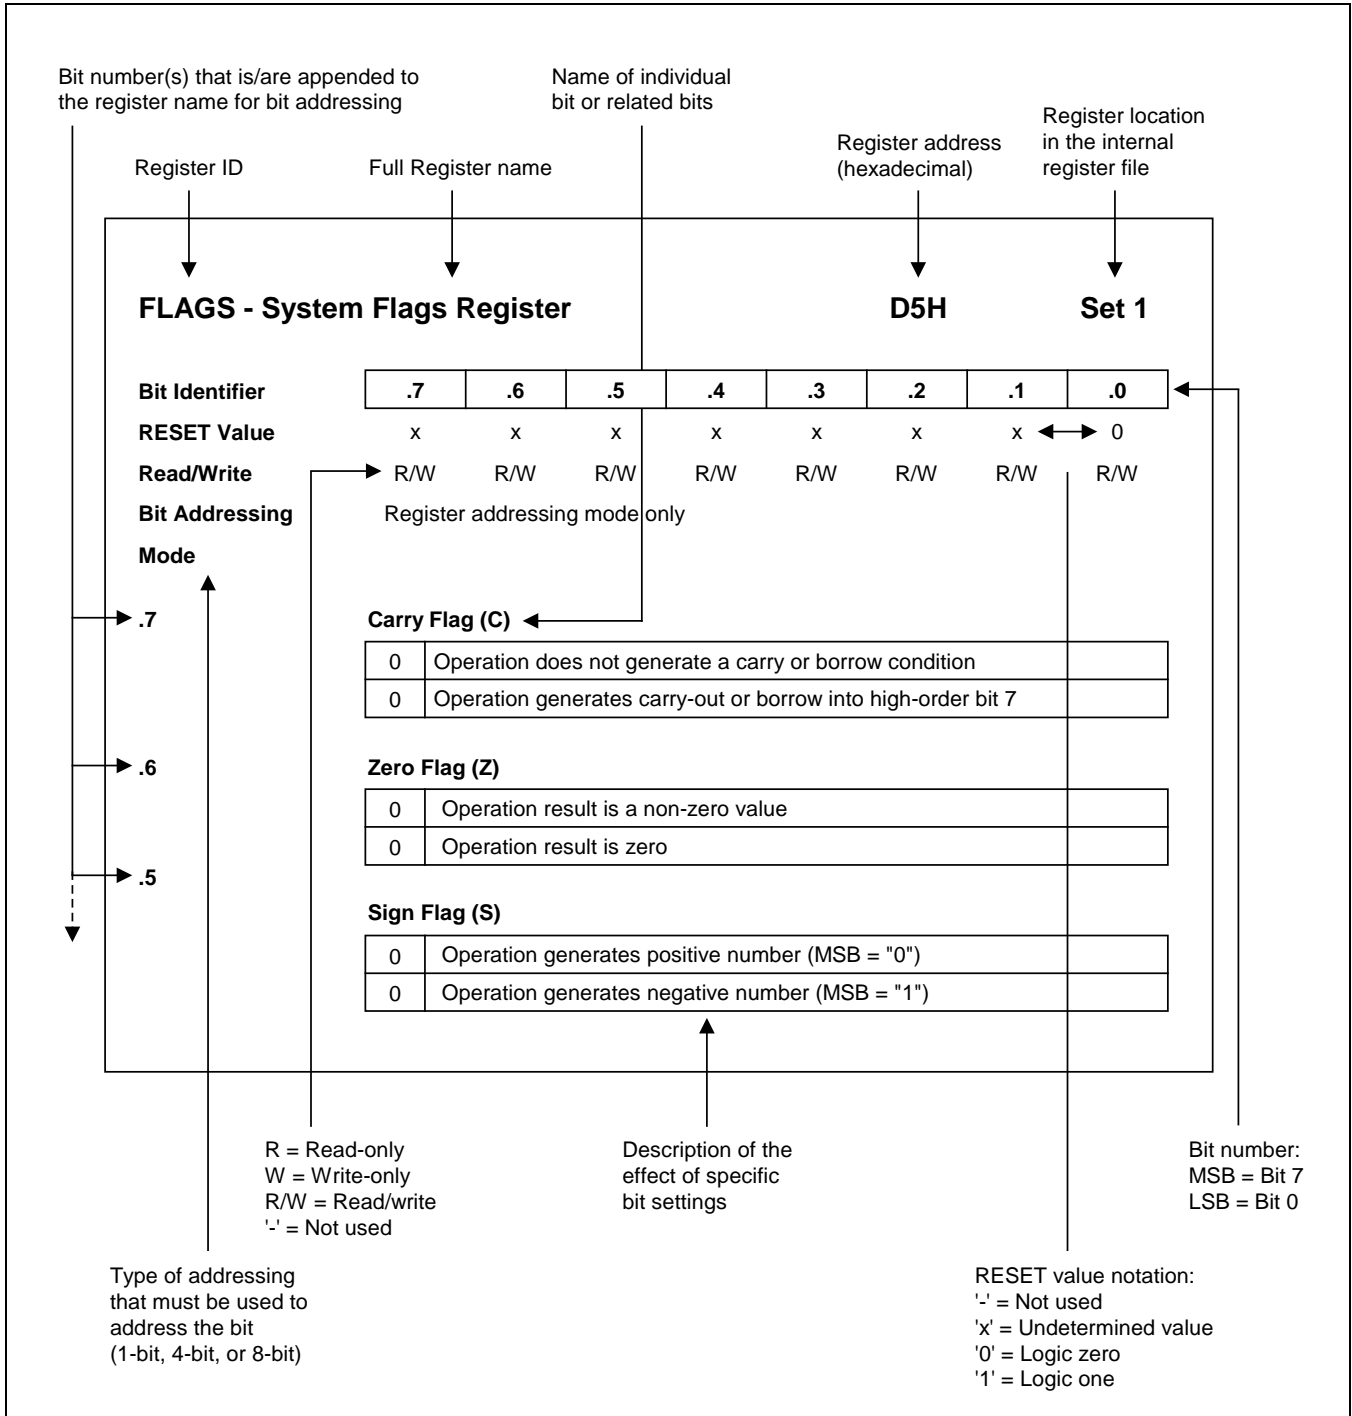 Bit number(s) that is/are appended to
the register name for bit addressing
Name of individual
bit or related bits
Register location
in the internal
register file
Register address
(hexadecimal)
Register ID
Full Register name
FLAGS - System Flags Register D5H Set 1
Bit Identifier .7 .6 .5 .4 .3 .2 .1 .0
RESET Value x x x x x x x 0
Read/Write R/W R/W R/W R/W R/W R/W R/W R/W
Bit Addressing Register addressing mode only
Mode
.7 Carry Flag (C)
0 Operation does not generate a carry or borrow condition
0 Operation generates carry-out or borrow into high-order bit 7
.6 Zero Flag (Z)
0 Operation result is a non-zero value
0 Operation result is zero
.5
Sign Flag (S)
0 Operation generates positive number (MSB = "0")
0 Operation generates negative number (MSB = "1")
R = Read-only
W = Write-only
R/W = Read/write
'-' = Not used
Description of the
effect of specific
bit settings
Bit number:
MSB = Bit 7
LSB = Bit 0
Type of addressing
that must be used to
address the bit
(1-bit, 4-bit, or 8-bit)
RESET value notation:
'-' = Not used
'x' = Undetermined value
'0' = Logic zero
'1' = Logic one